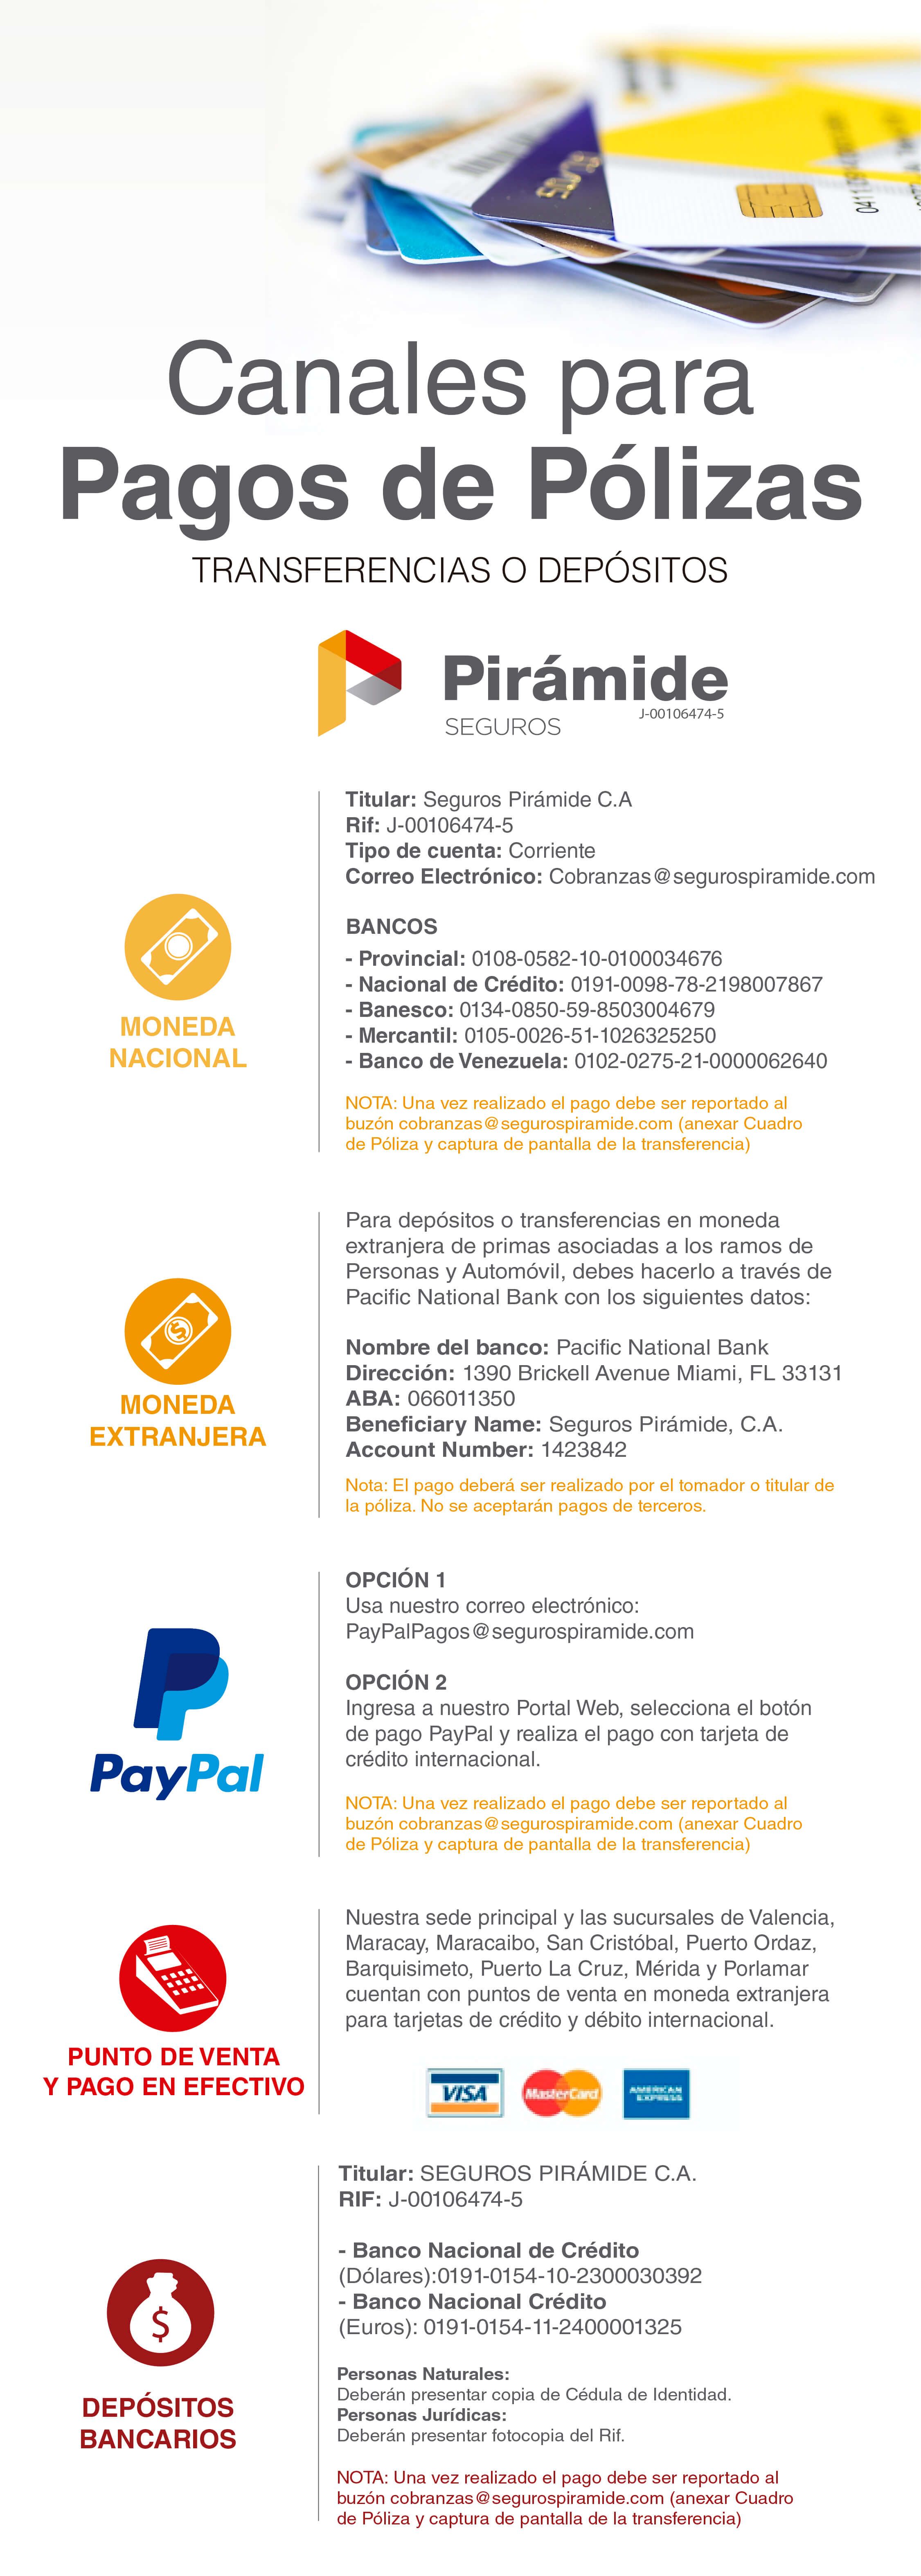 Canales para
Pagos de Pólizas
TRANSFERENCIAS O DEPÓSITOS
Pirámide
J-00106474-5
SEGUROS
Titular: Seguros Pirámide C.A
Rif: J-00106474-5
Tipo de cuenta: Corriente
Correo Electrónico: Cobranzas@segurospiramide.com
BANCOS
- Provincial: 0108-0582-10-0100034676
- Nacional de Crédito: 0191-0098-78-2198007867
- Banesco: 0134-0850-59-8503004679
- Mercantil: 0105-0026-51-1026325250
- Banco de Venezuela: 0102-0275-21-0000062640
MONEDA
NACIONAL
NOTA: Una vez realizado el pago debe ser reportado al
buzón cobranzas@segurospiramide.com (anexar Cuadro
de Póliza y captura de pantalla de la transferencia)
Para depósitos o transferencias en moneda
extranjera de primas asociadas a los ramos de
Personas y Automóvil, debes hacerlo a través de
Pacific National Bank con los siguientes datos:
Nombre del banco: Pacific National Bank
Dirección: 1390 Brickell Avenue Miami, FL 33131
ABA: 066011350
Beneficiary Name: Seguros Pirámide, C.A.
Account Number: 1423842
MONEDA
EXTRANJERA
Nota: El pago deberá ser realizado por el tomador o titular de
la póliza. No se aceptarán pagos de terceros.
OPCIÓN 1
Usa nuestro correo electrónico:
PayPalPagos@segurospiramide.com
OPCIÓN 2
Ingresa a nuestro Portal Web, selecciona el botón
de pago PayPal y realiza el pago con tarjeta de
crédito internacional.
PayPal
NOTA: Una vez realizado el pago debe ser reportado al
buzón cobranzas@segurospiramide.com (anexar Cuadro
de Póliza y captura de pantalla de la transferencia)
Nuestra sede principal y las sucursales de Valencia,
Maracay, Maracaibo, San Cristóbal, Puerto Ordaz,
Barquisimeto, Puerto La Cruz, Mérida y Porlamar
cuentan con puntos de venta en moneda extranjera
para tarjetas de crédito y débito internacional.
PUNTO DE VENTA
Y PAGO EN EFECTIVO
VISA
MasterCard
AMERICAN
EXPRESS
Titular: SEGUROS PIRÁMIDE C.A.
RIF: J-00106474-5
- Banco Nacional de Crédito
(Dólares):0191-0154-10-2300030392
- Banco Nacional Crédito
(Euros): 0191-0154-11-2400001325
DEPÓSITOS
BANCARIOS
Personas Naturales:
Deberán presentar copia de Cédula de Identidad.
Personas Jurídicas:
Deberán presentar fotocopia del Rif.
NOTA: Una vez realizado el pago debe ser reportado al
buzón cobranzas@segurospiramide.com (anexar Cuadro
de Póliza y captura de pantalla de la transferencia)